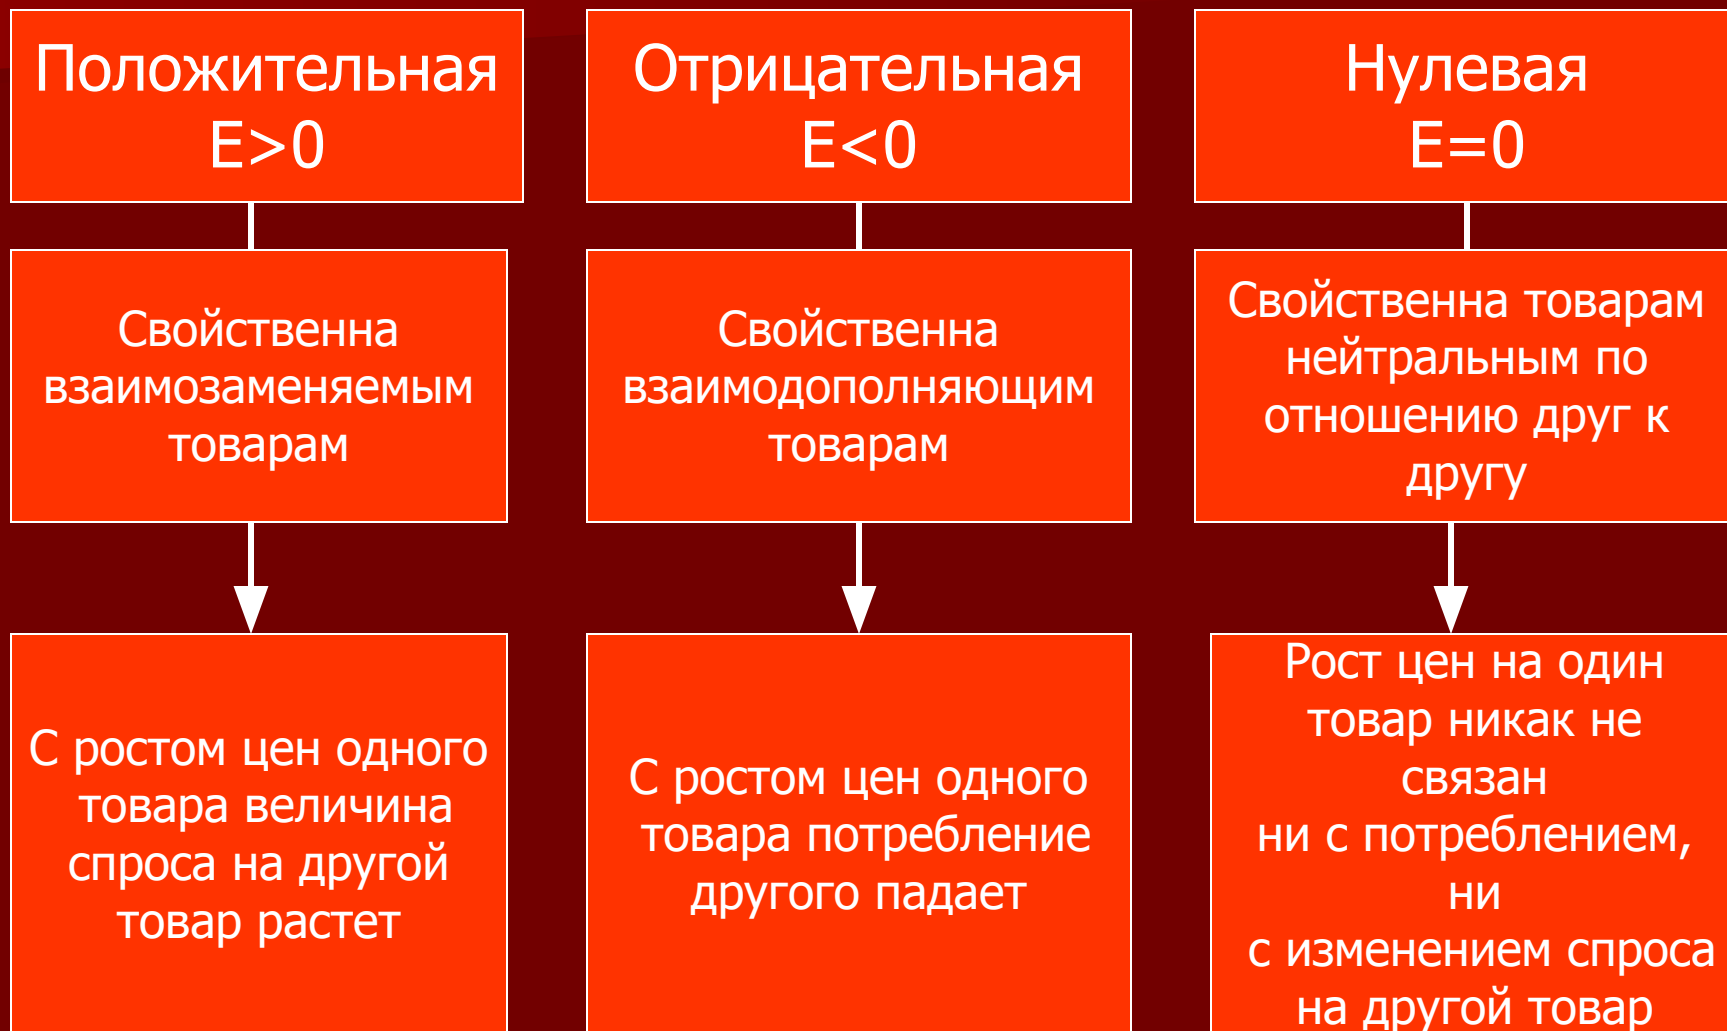 Положительная
E>0
Свойственна
взаимозаменяемым
товарам
С ростом цен одного
товара величина
спроса на другой
товар растет
Отрицательная
E<0
Свойственна
взаимодополняющим
товарам
С ростом цен одного
товара потребление
другого падает
Нулевая
E=0
Свойственна товарам
нейтральным по
отношению друг к
другу
Рост цен на один
товар никак не
связан
ни с потреблением,
ни
с изменением спроса
на другой товар